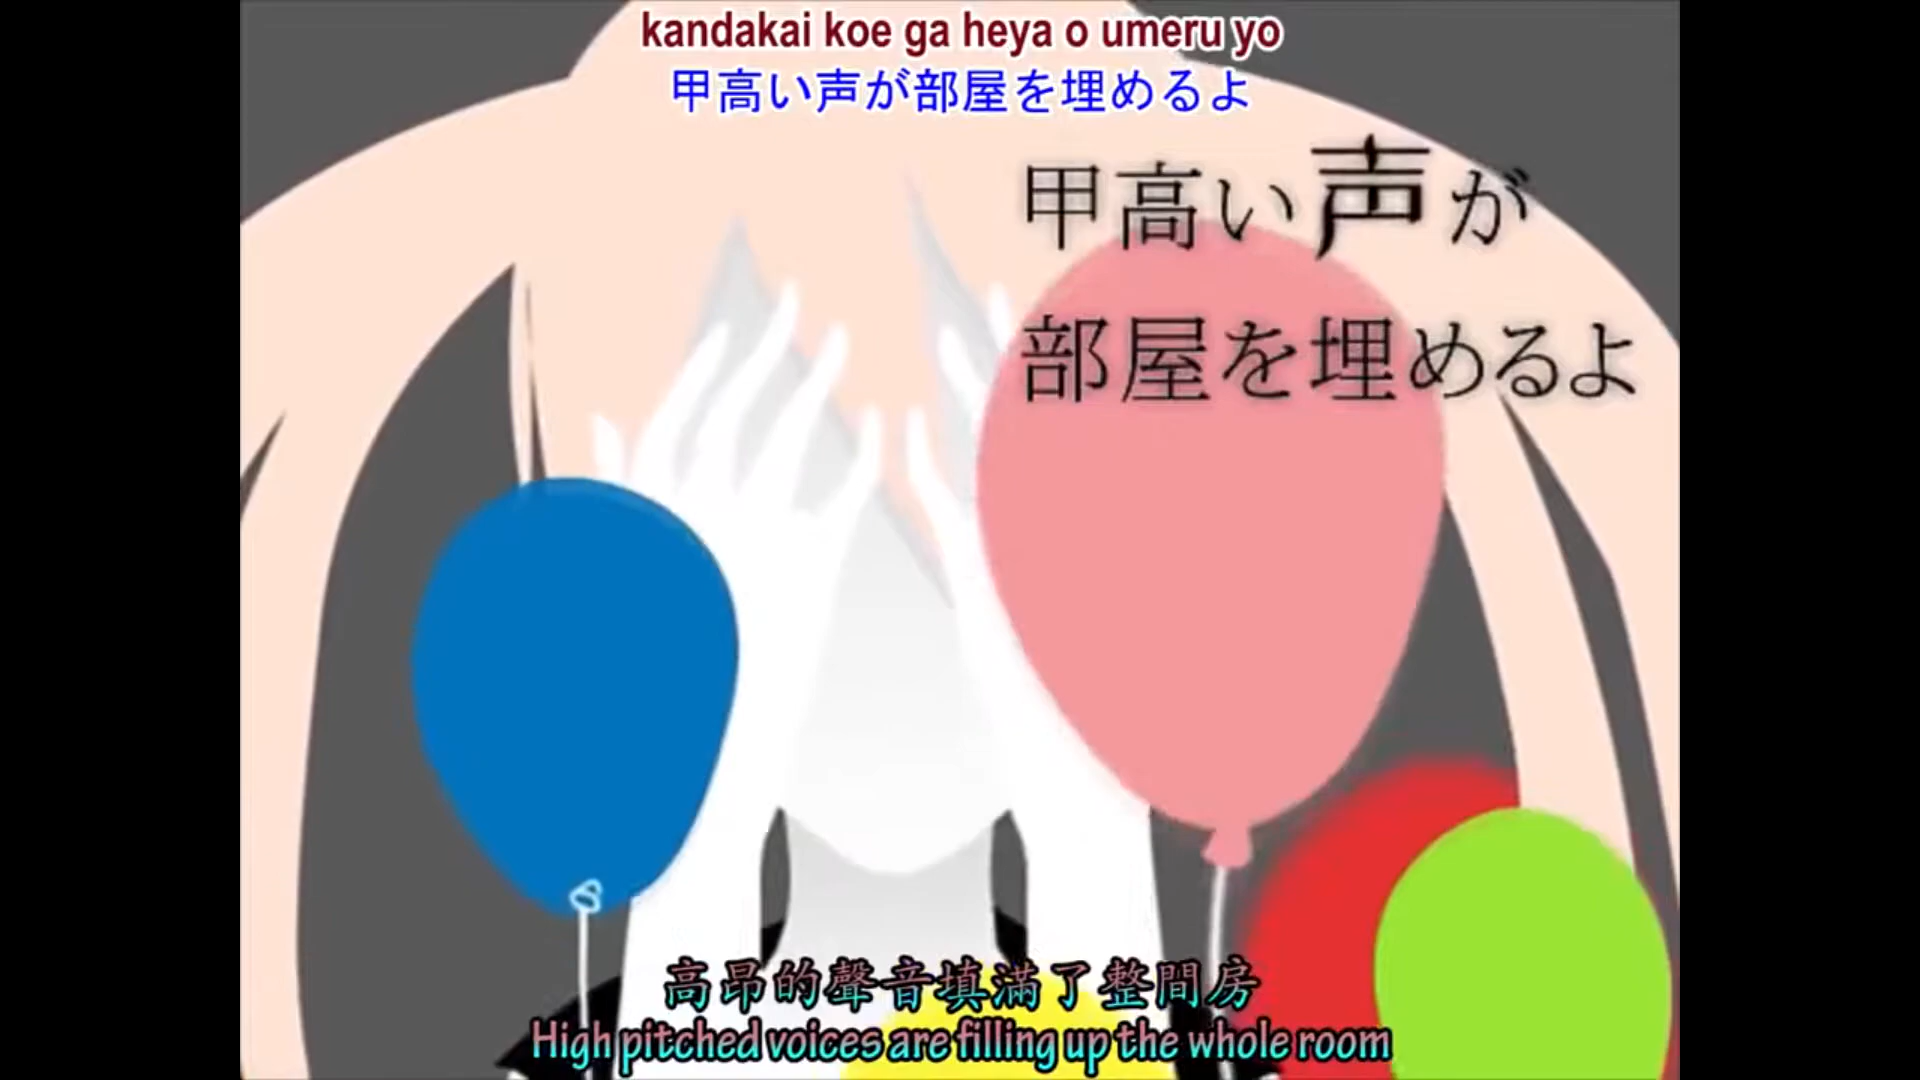 kandakai koe ga heya o umeru yo
甲高い声が部屋を埋めるよ
甲高い声が
部屋を埋めるよ
高昂的聲音填滿了整間房
High pitched voices are filling up the whole room